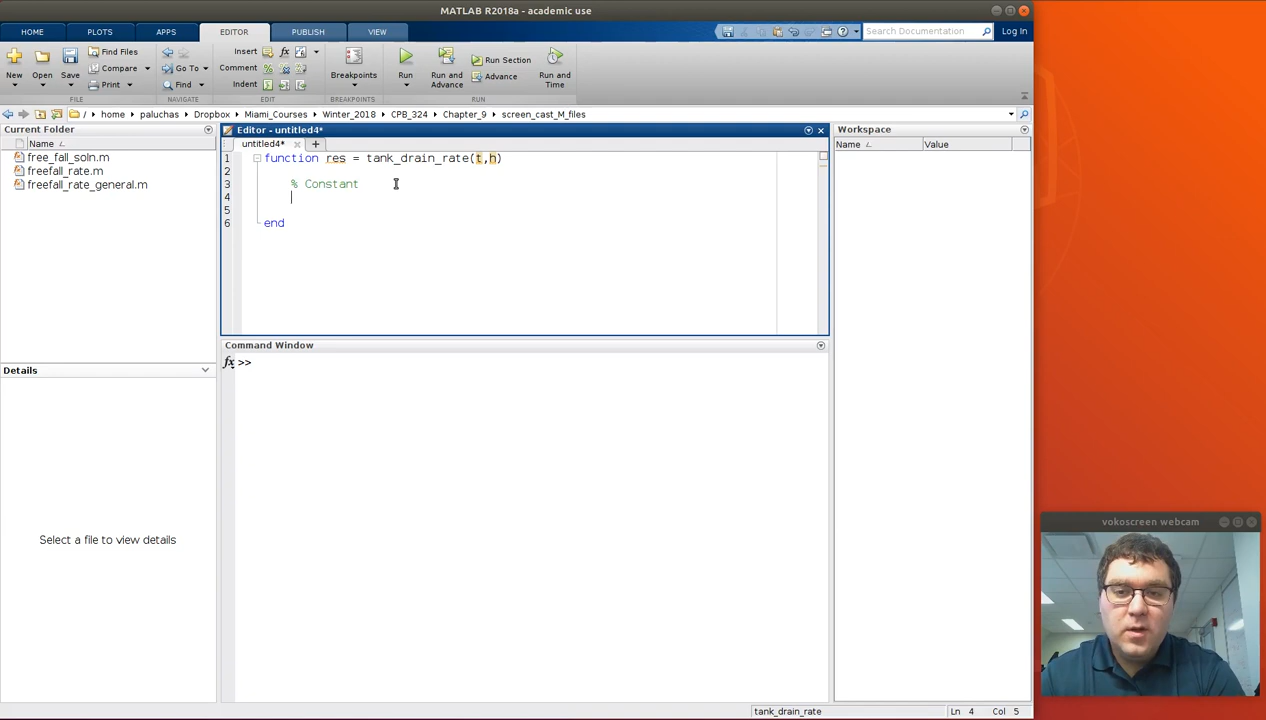 MATLAB R2018a - academic use
HOME PLOTS APPS EDITOR PUBLISH VIEW Search Documentation Log In
New Open Save Find Files Compare Print Insert fx Comment % Indent Go To Find Breakpoints Run Run and Advance Run Section Advance Run and Time
FILE NAVIGATE EDIT BREAKPOINTS RUN
/ ▸ home ▸ paluchas ▸ Dropbox ▸ Miami_Courses ▸ Winter_2018 ▸ CPB_324 ▸ Chapter_9 ▸ screen_cast_M_files
Current Folder
Name
free_fall_soln.m
freefall_rate.m
freefall_rate_general.m
Details
Select a file to view details
Editor - untitled4*
untitled4* +
1 function res = tank_drain_rate(t,h)
2
3 % Constant
4
5
6 end
Command Window
fx >>
Workspace
Name Value
vokoscreen webcam
tank_drain_rate Ln 4 Col 5